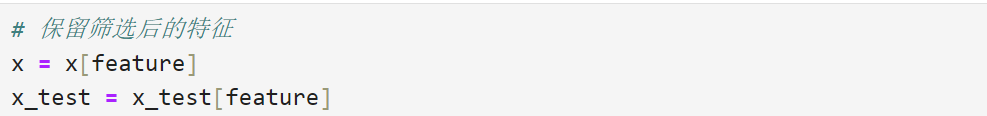 # 保留筛选后的特征
x = x[feature]
x_test = x_test[feature]